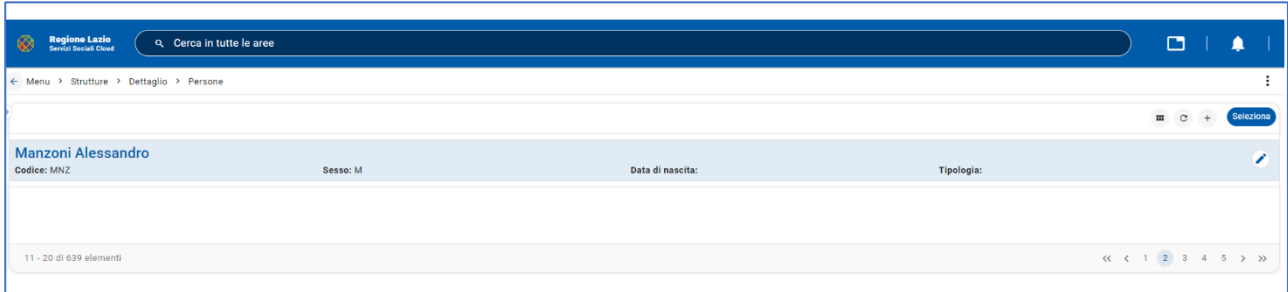 Regione Lazio
Servizi Sociali Cloud
Cerca in tutte le aree
Menu > Strutture > Dettaglio > Persone
Seleziona
Manzoni Alessandro
Codice: MNZ Sesso: M Data di nascita: Tipologia:
11 - 20 di 639 elementi << < 1 2 3 4 5 > >>